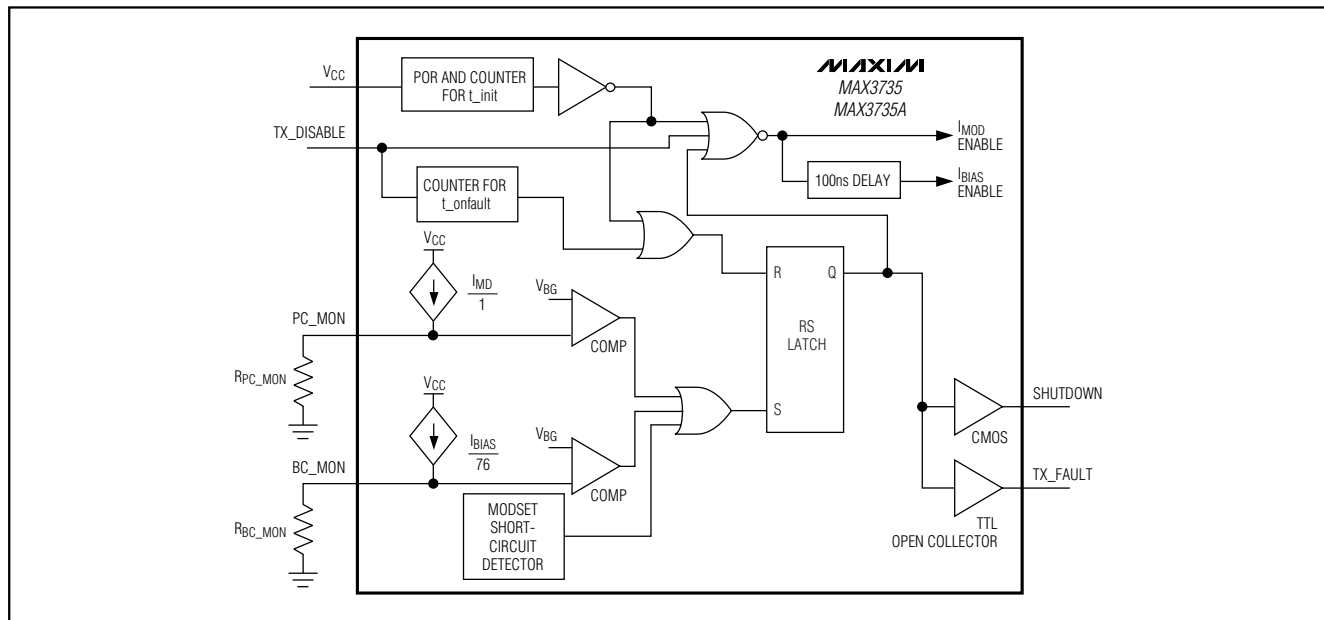 MAXIM
MAX3735
MAX3735A
VCC
POR AND COUNTER
FOR t_init
TX_DISABLE
IMOD
ENABLE
100ns DELAY
IBIAS
ENABLE
COUNTER FOR
t_onfault
VCC
IMD
1
VBG
COMP
PC_MON
RPC_MON
R
Q
RS
LATCH
S
VCC
IBIAS
76
VBG
COMP
BC_MON
RBC_MON
MODSET
SHORT-
CIRCUIT
DETECTOR
SHUTDOWN
CMOS
TX_FAULT
TTL
OPEN COLLECTOR